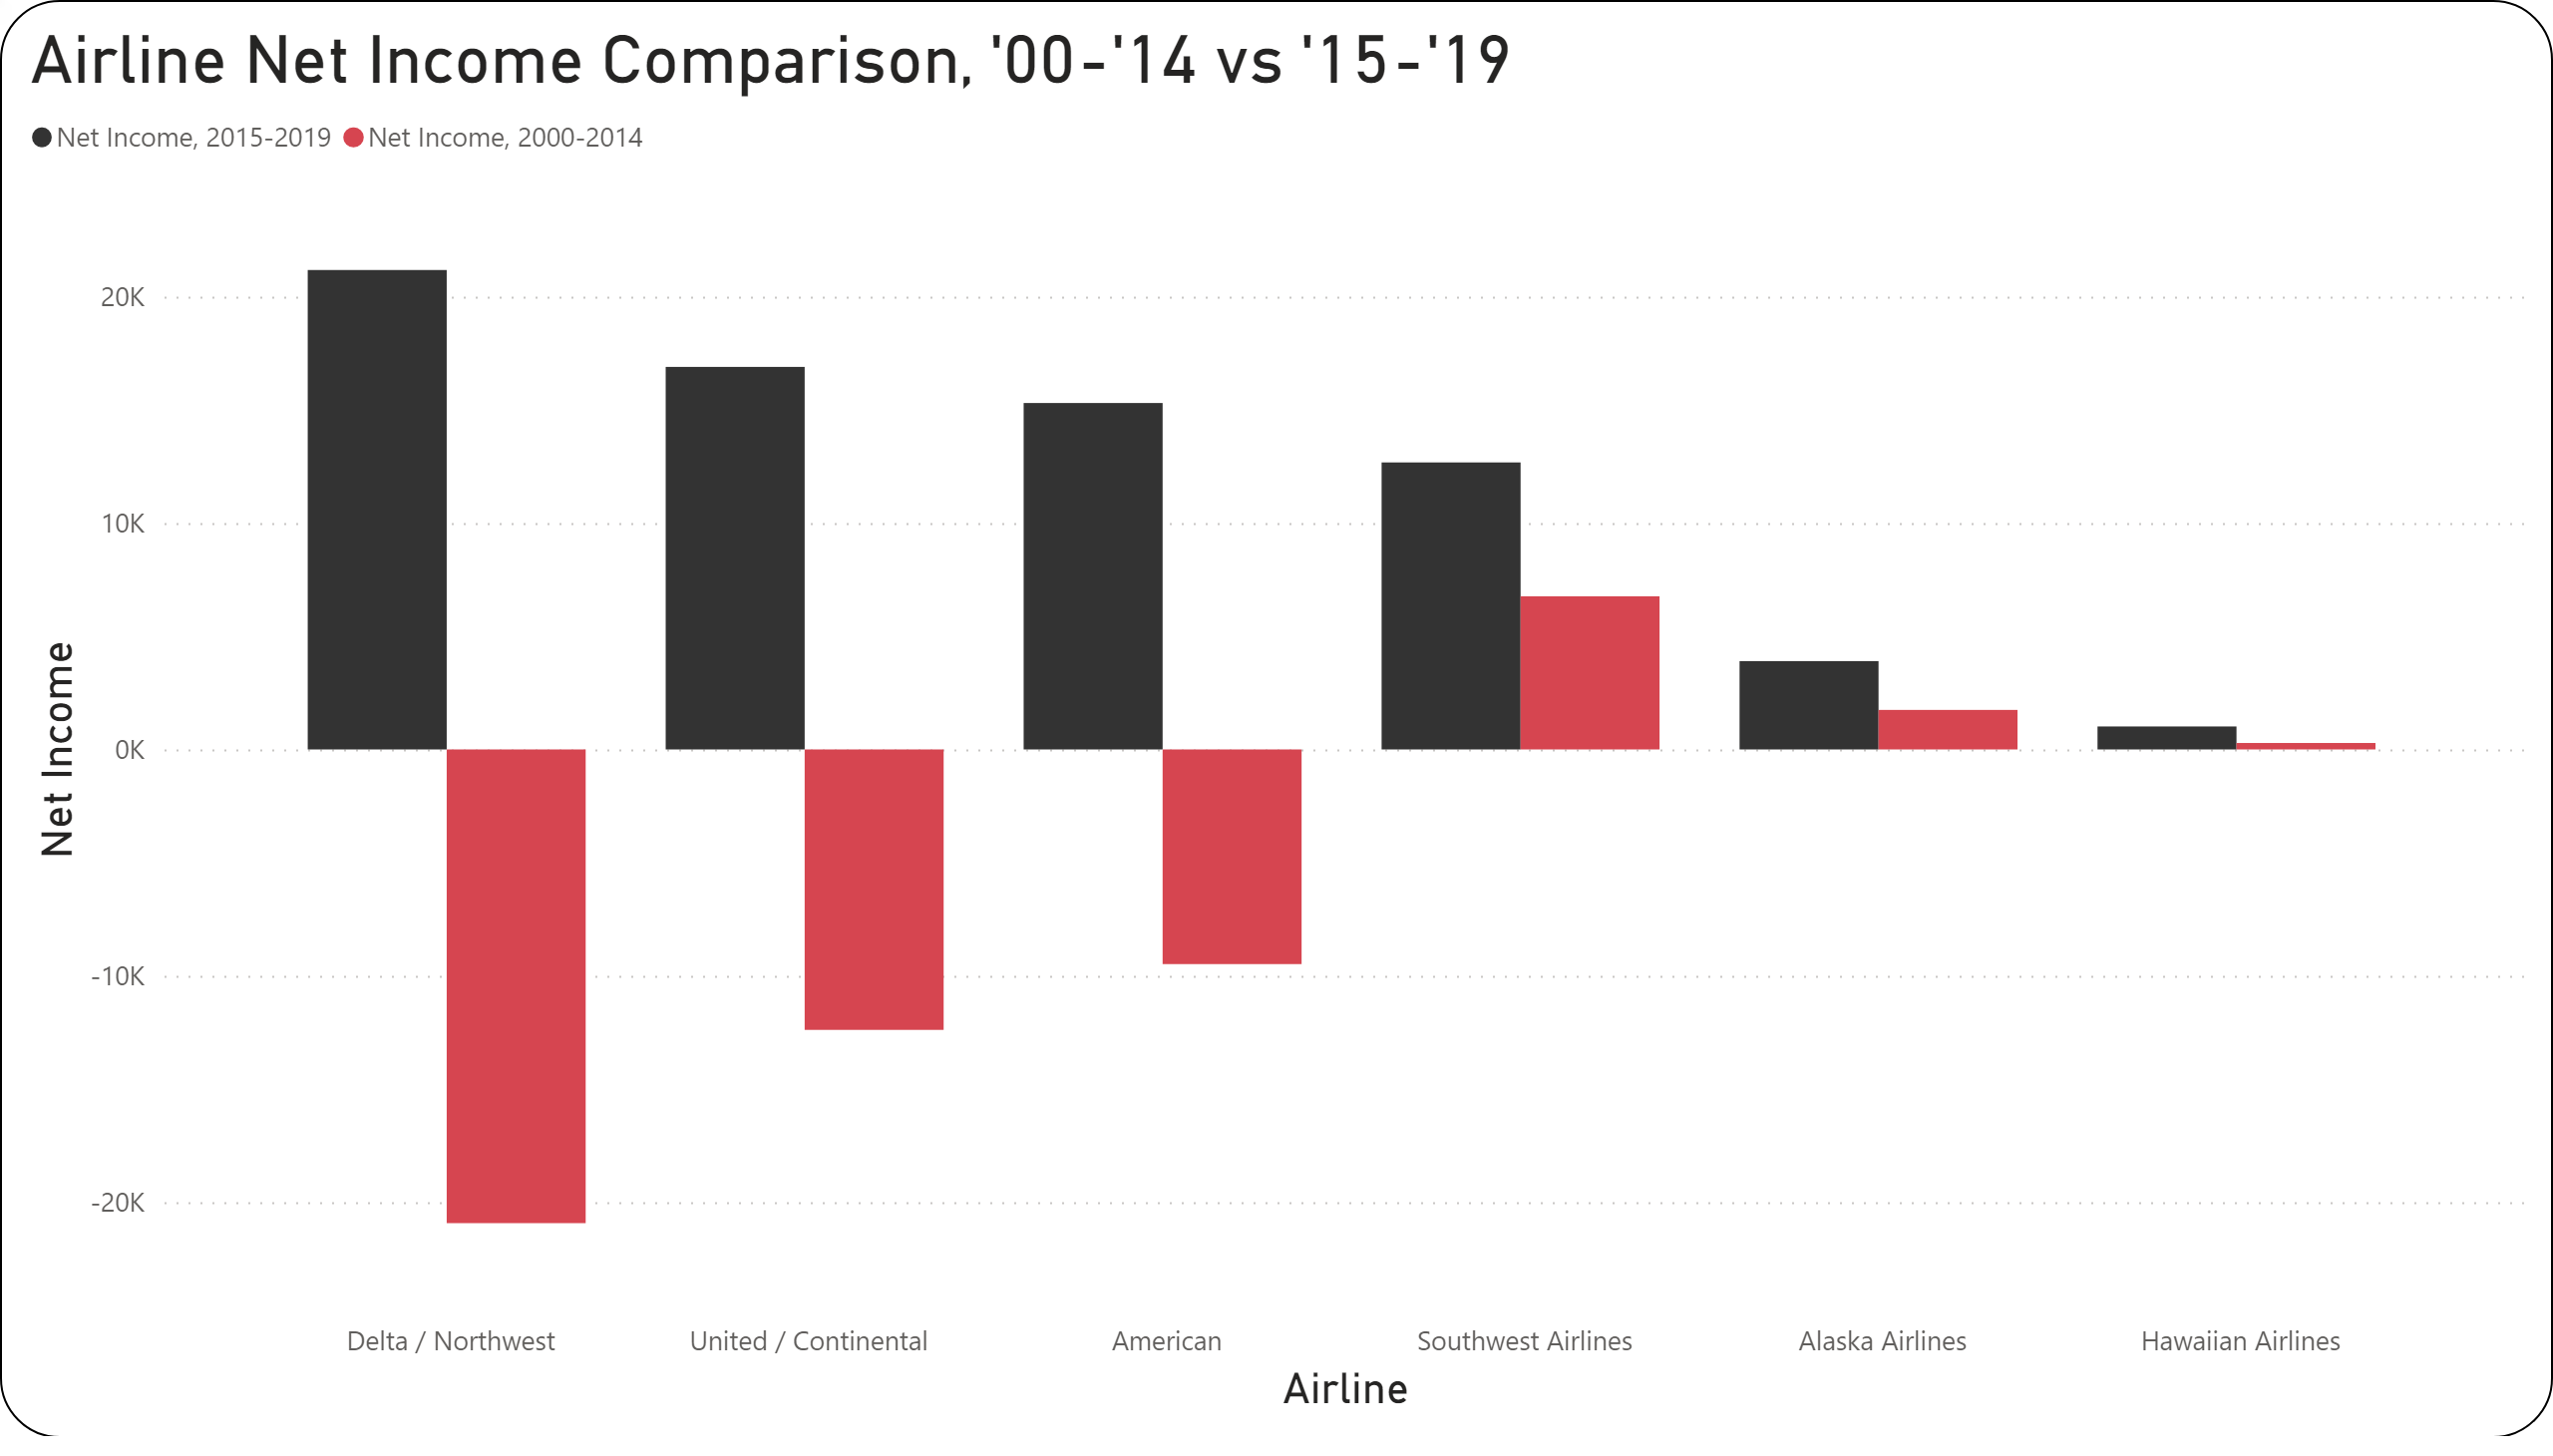 Airline Net Income Comparison, '00-'14 vs '15-'19
Net Income, 2015-2019 Net Income, 2000-2014
20K
10K
0K
-10K
-20K
Net Income
Delta / Northwest United / Continental American Southwest Airlines Alaska Airlines Hawaiian Airlines
Airline